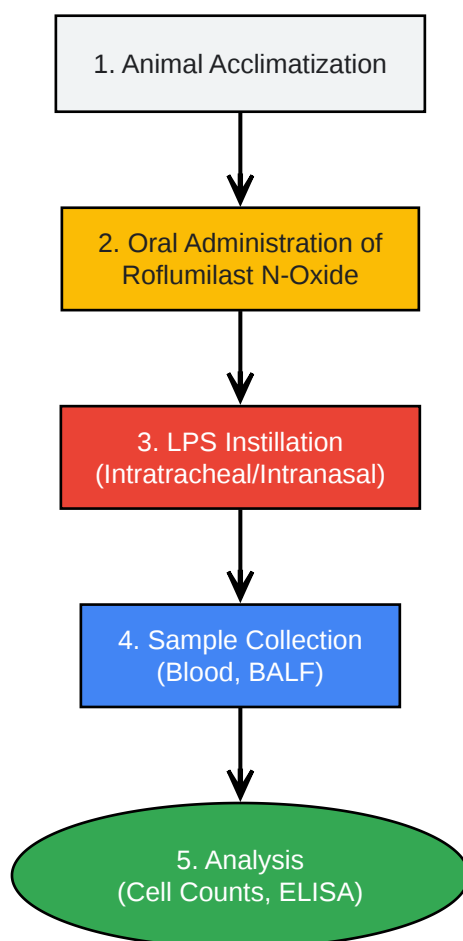 1. Animal Acclimatization
2. Oral Administration of
Roflumilast N-Oxide
3. LPS Instillation
(Intratracheal/Intranasal)
4. Sample Collection
(Blood, BALF)
5. Analysis
(Cell Counts, ELISA)